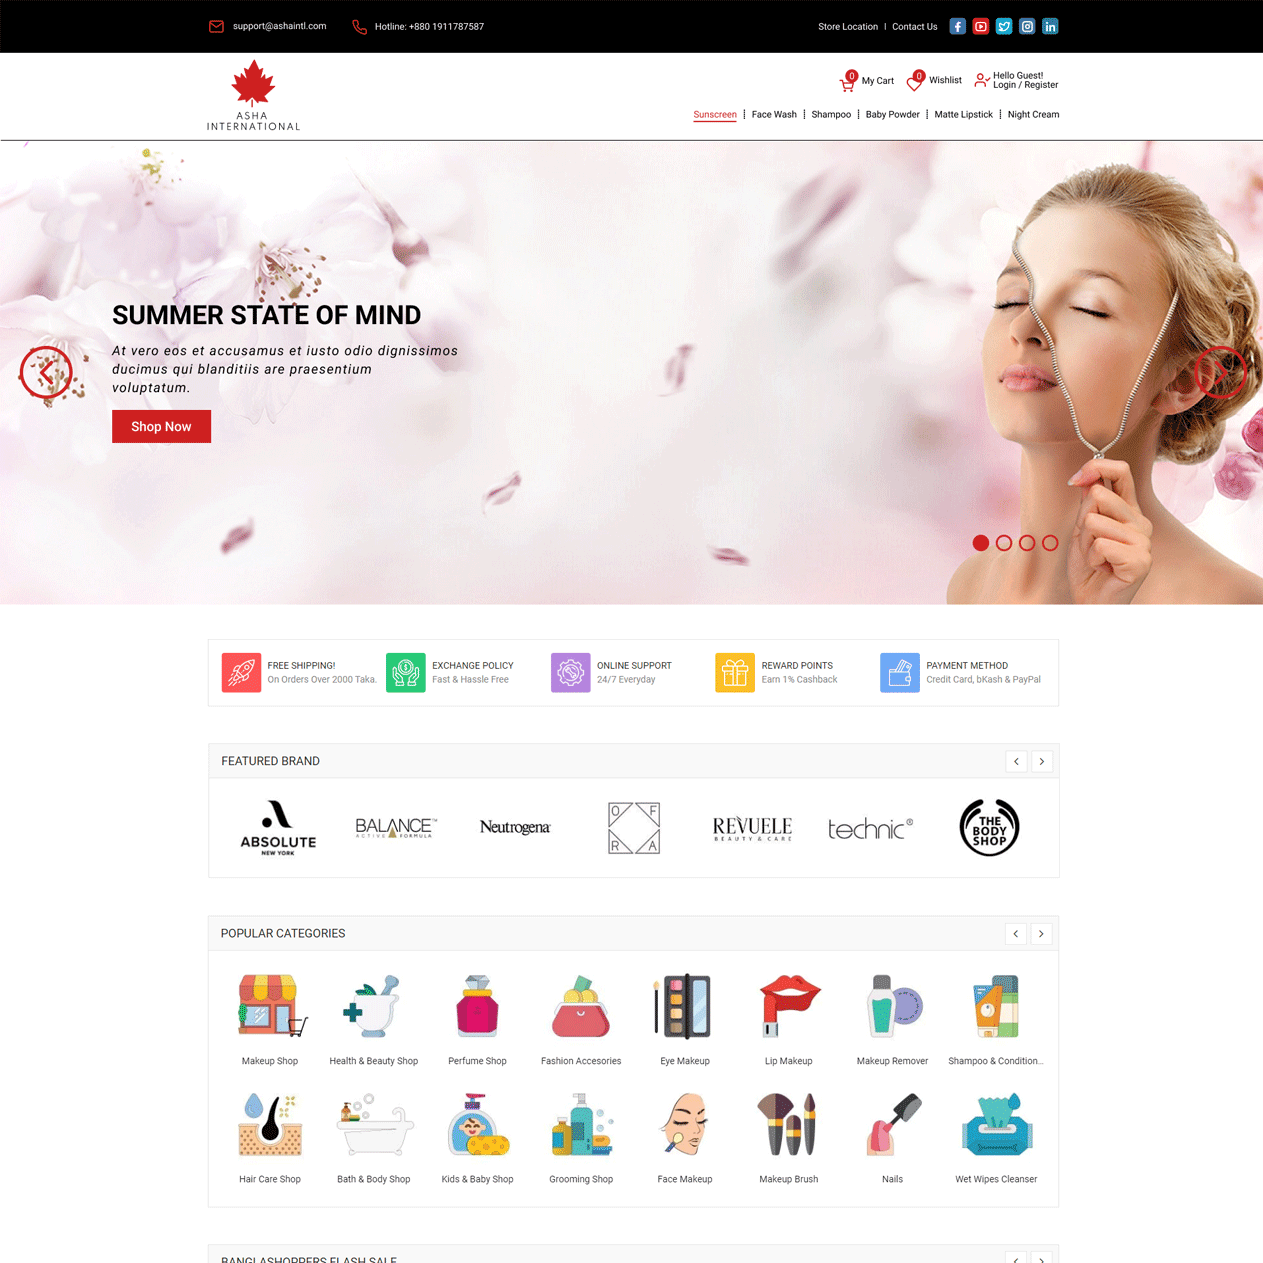 support@ashaintl.com
Hotline: +880 1911787587
Store Location | Contact Us
ASHA
INTERNATIONAL
0
My Cart
0
Wishlist
Hello Guest!
Login / Register
Sunscreen
Face Wash
Shampoo
Baby Powder
Matte Lipstick
Night Cream
SUMMER STATE OF MIND
At vero eos et accusamus et iusto odio dignissimos
ducimus qui blanditiis are praesentium
voluptatum.
Shop Now
FREE SHIPPING!
On Orders Over 2000 Taka.
EXCHANGE POLICY
Fast & Hassle Free
ONLINE SUPPORT
24/7 Everyday
REWARD POINTS
Earn 1% Cashback
PAYMENT METHOD
Credit Card, bKash & PayPal
FEATURED BRAND
ABSOLUTE
NEW YORK
BALANCE™
ACTIVE FORMULA
Neutrogena
O F
R A
REVUELE
BEAUTY & CARE
technic®
THE
BODY
SHOP
POPULAR CATEGORIES
Makeup Shop
Health & Beauty Shop
Perfume Shop
Fashion Accesories
Eye Makeup
Lip Makeup
Makeup Remover
Shampoo & Condition...
Hair Care Shop
Bath & Body Shop
Kids & Baby Shop
Grooming Shop
Face Makeup
Makeup Brush
Nails
Wet Wipes Cleanser
BANGLASHOPPERS FLASH SALE